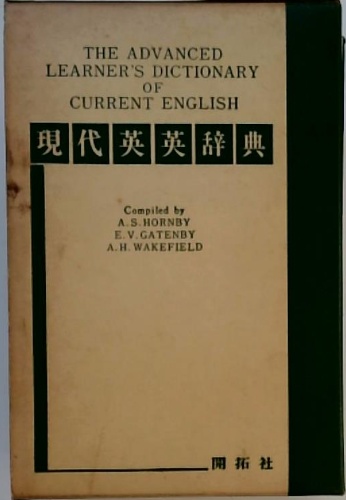 THE ADVANCED
LEARNER'S DICTIONARY
OF
CURRENT ENGLISH
現代英英辞典
Compiled by
A.S.HORNBY
E.V.GATENBY
A.H.WAKEFIELD
開拓社